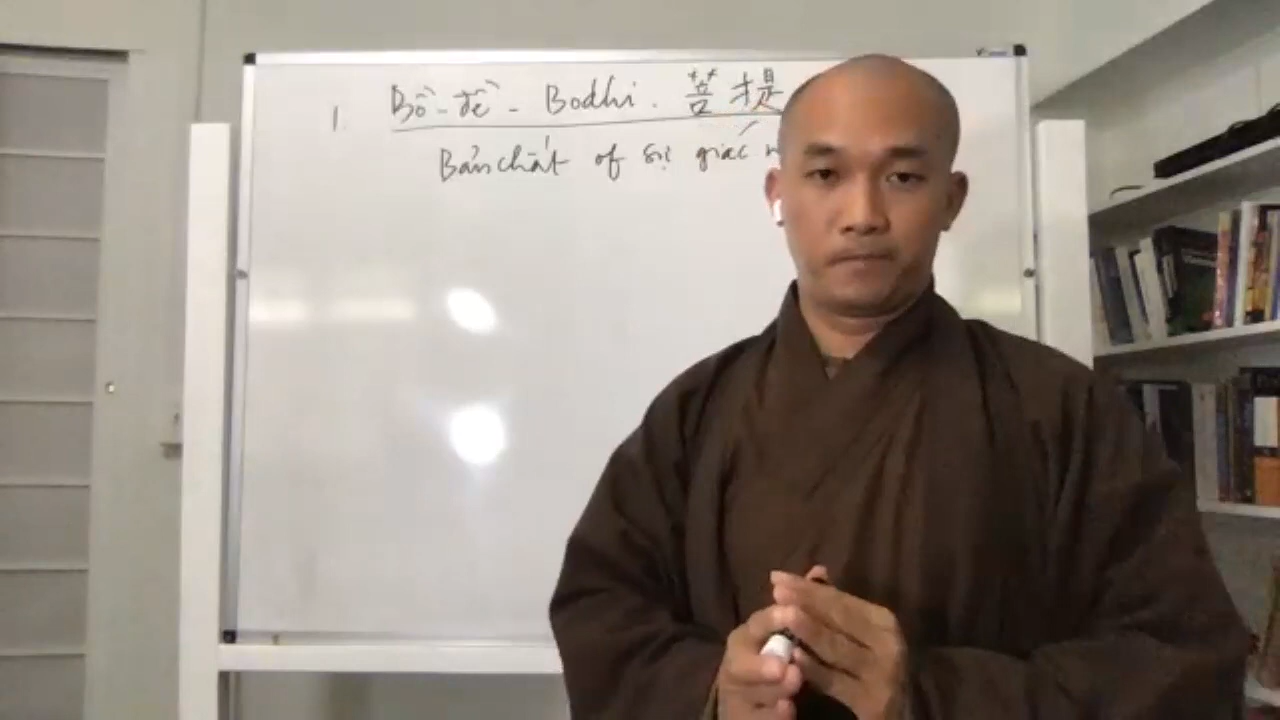 1. Bồ-đề - Bodhi. 菩提
Bản chất of sự giác